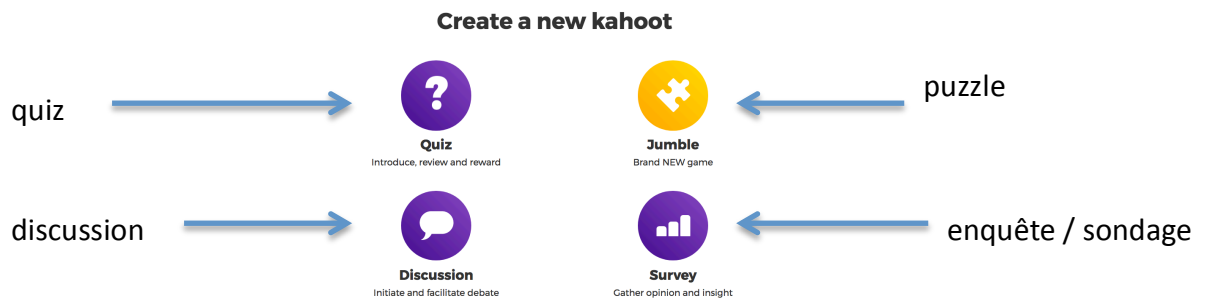 Create a new kahoot
quiz
?
Quiz
Introduce, review and reward
puzzle
Jumble
Brand NEW game
discussion
Discussion
Initiate and facilitate debate
enquête / sondage
Survey
Gather opinion and insight